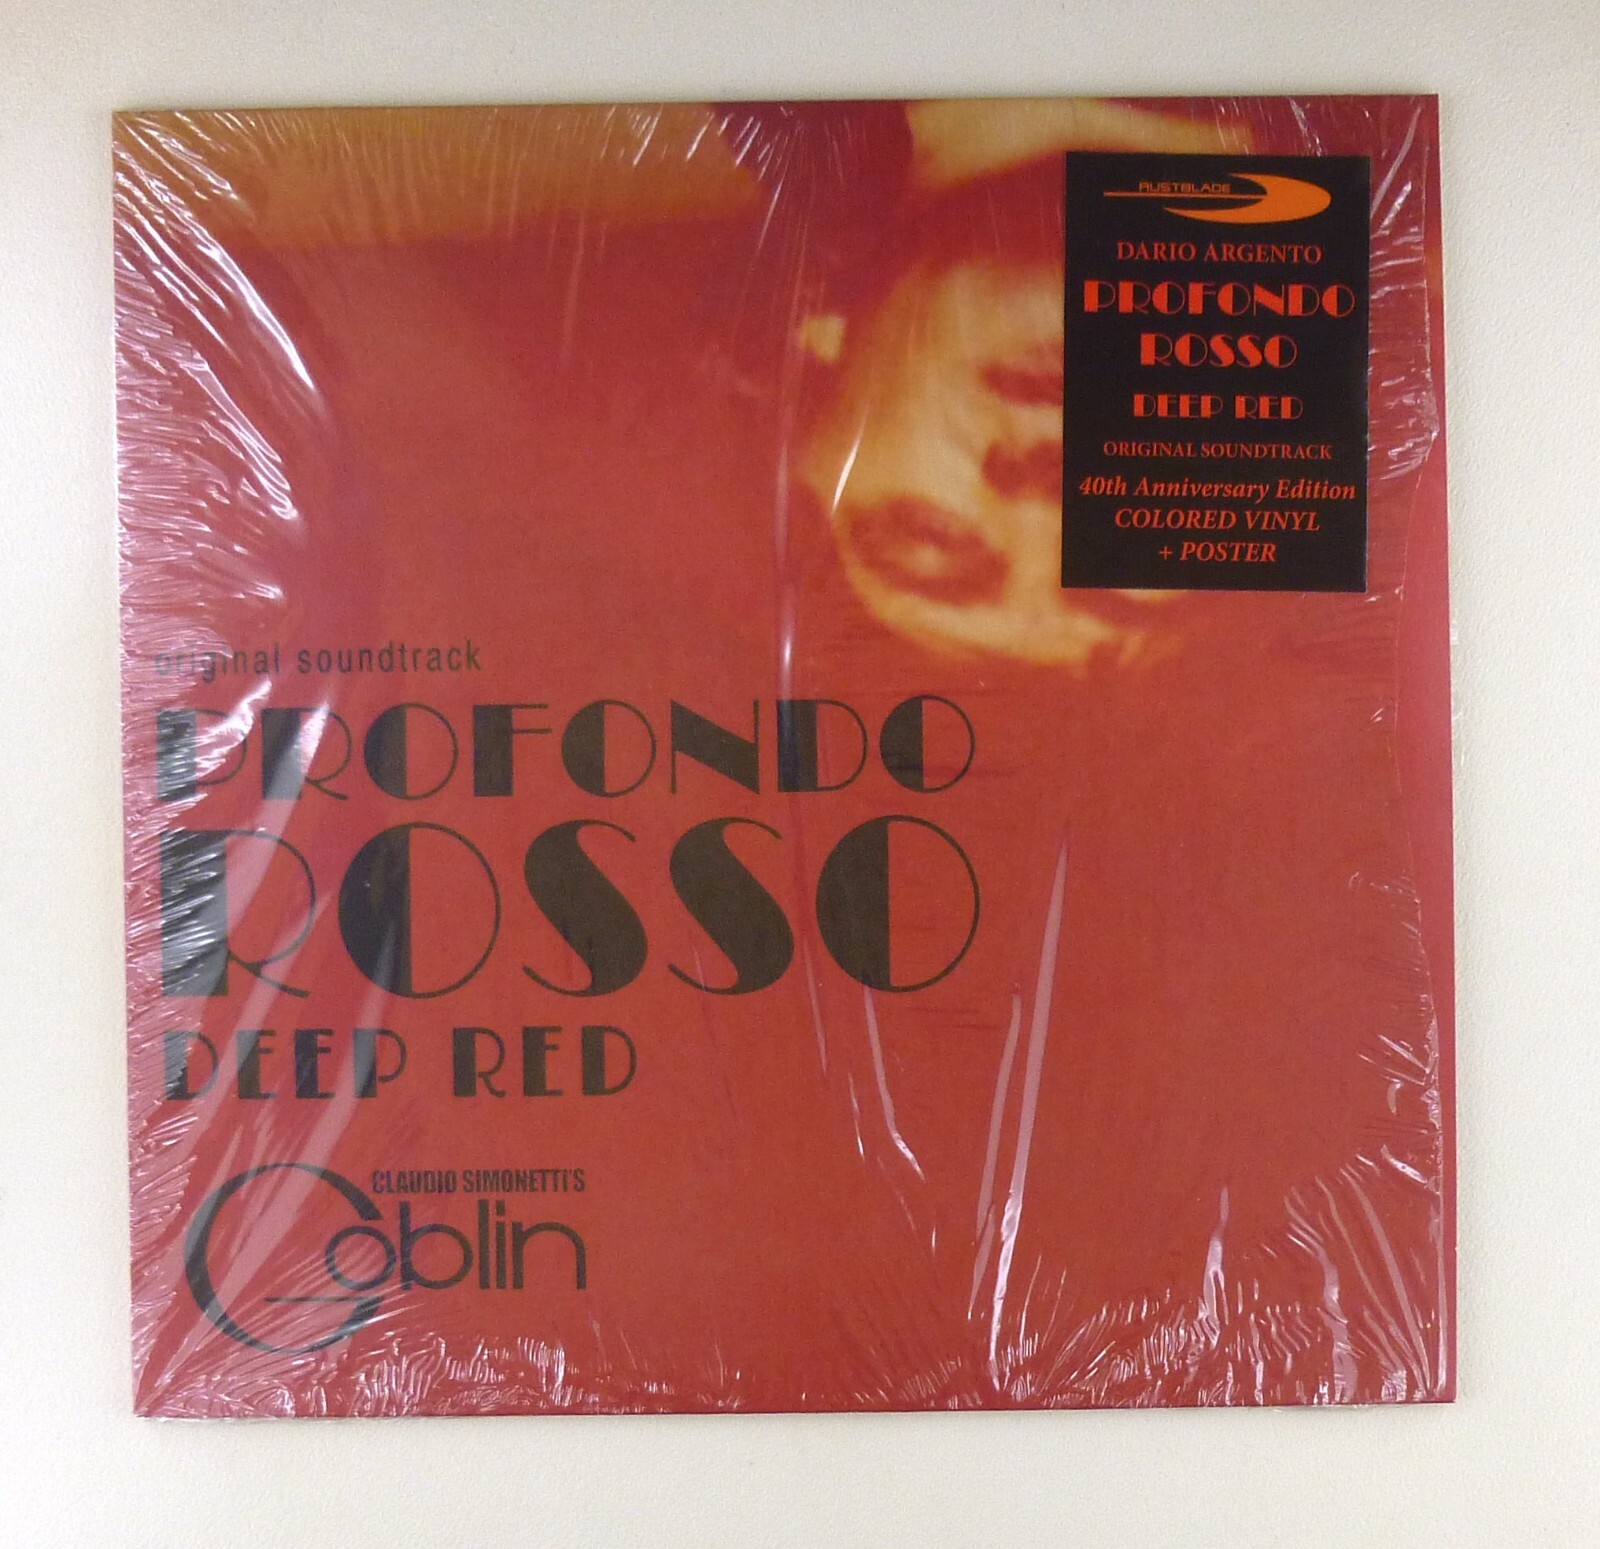 RUSTBLADE
DARIO ARGENTO
PROFONDO
ROSSO
DEEP RED
ORIGINAL SOUNDTRACK
40th Anniversary Edition
COLORED VINYL
+ POSTER
original soundtrack
PROFONDO
ROSSO
DEEP RED
CLAUDIO SIMONETTI'S
Goblin